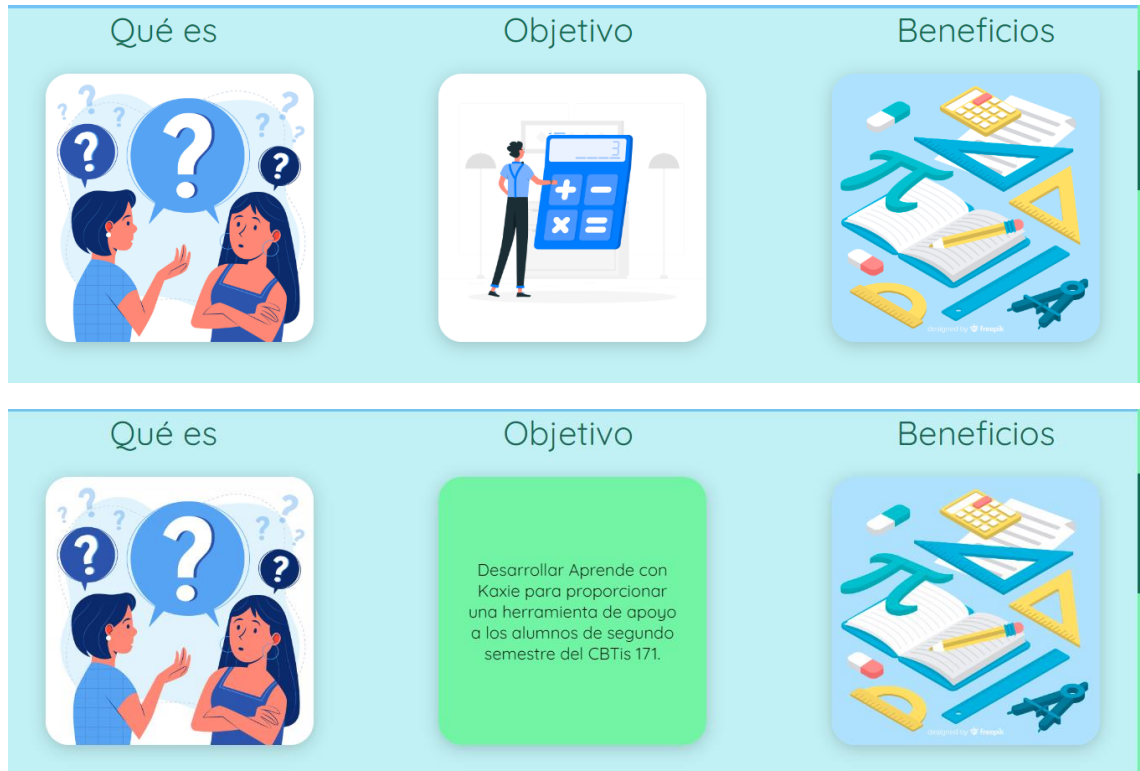 Qué es
Objetivo
Beneficios
? ? ? ? ? ? ? ?
3
+ −
× =
designed by freepik
Qué es
Objetivo
Beneficios
? ? ? ? ? ? ? ?
Desarrollar Aprende con
Kaxie para proporcionar
una herramienta de apoyo
a los alumnos de segundo
semestre del CBTis 171.
designed by freepik